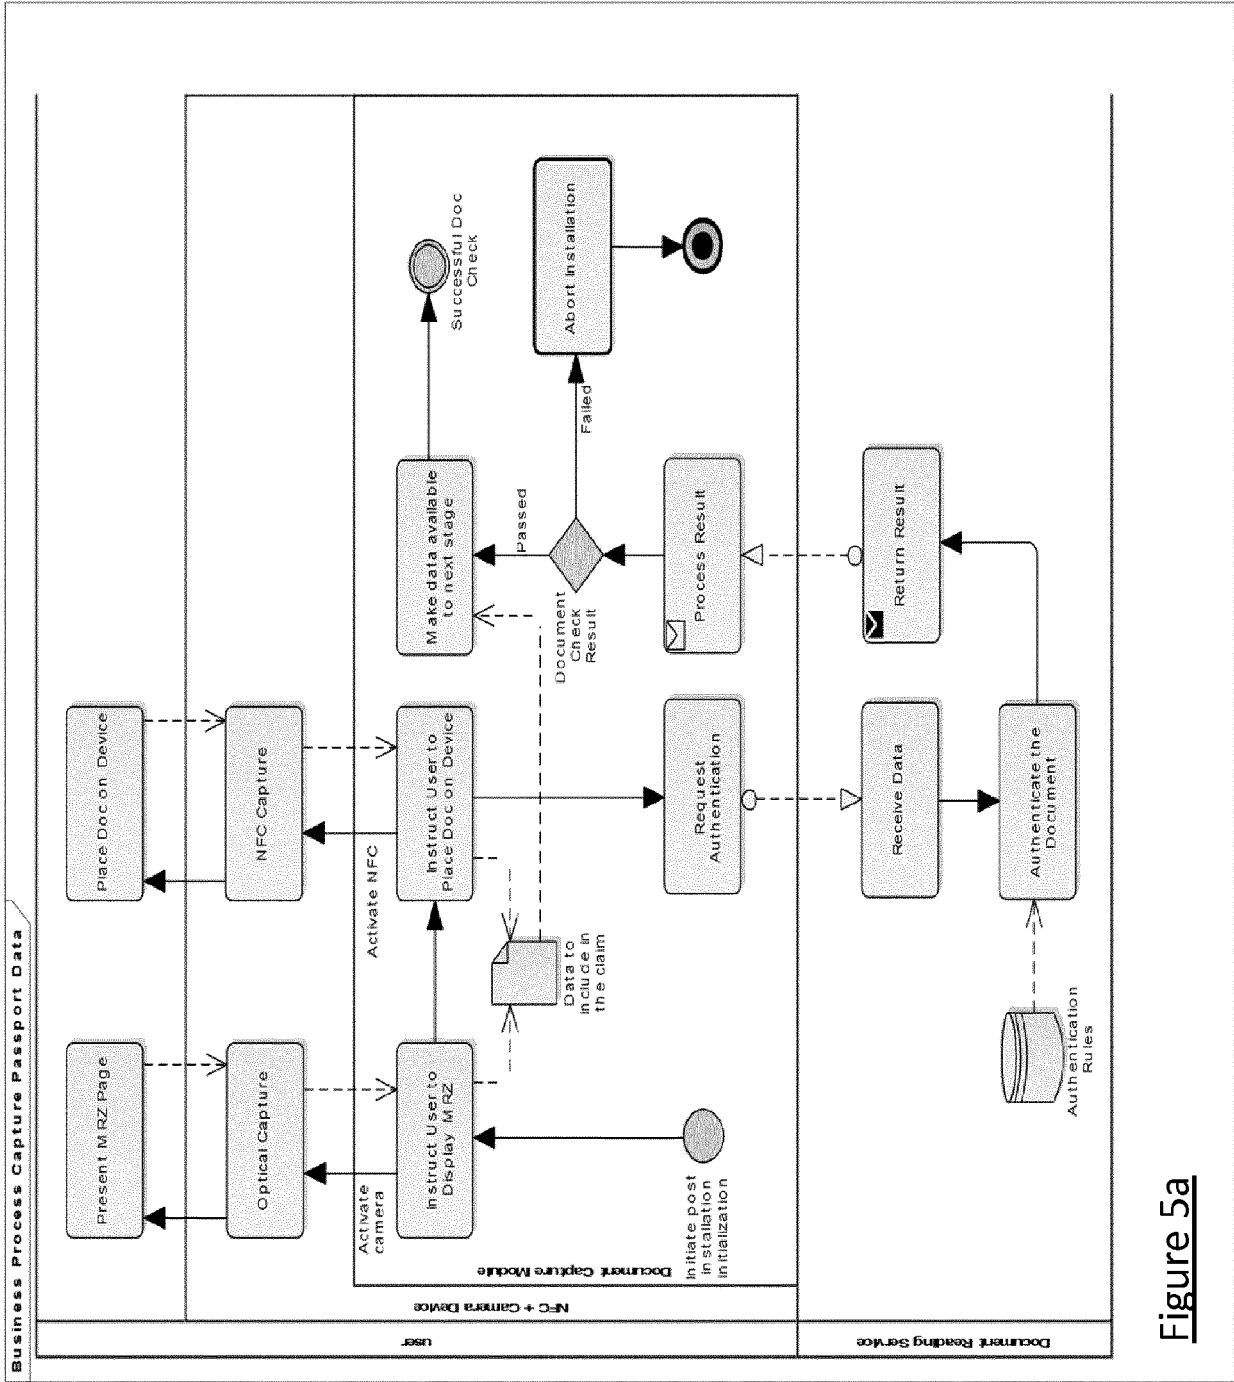 Business Process Capture Passport Data
user
NFC + Camera Device
Document Capture Module
Document Reading Service
Present MRZ Page
Place Doc on Device
Optical Capture
NFC Capture
Activate
camera
Activate NFC
Instruct User to
Display MRZ
Instruct User to
Place Doc on Device
Make data available
to next stage
Successful Doc
Check
Data to
include in
the claim
Passed
Document
Check
Result
Failed
Abort Installation
Initiate post
installation
initialization
Request
Authentication
Process Result
Receive Data
Return Result
Authentication
Rules
Authenticate the
Document
Figure 5a